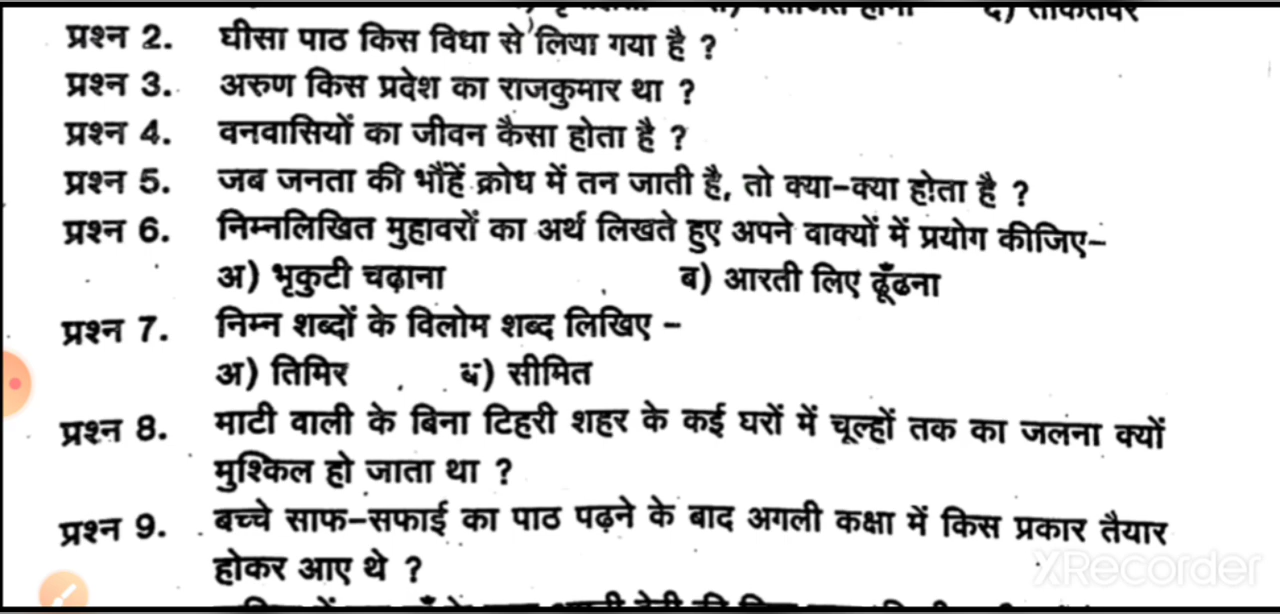 द) ताकतवर
प्रश्न 2. घीसा पाठ किस विधा से लिया गया है ?
प्रश्न 3. अरुण किस प्रदेश का राजकुमार था ?
प्रश्न 4. वनवासियों का जीवन कैसा होता है ?
प्रश्न 5. जब जनता की भौंहें क्रोध में तन जाती है, तो क्या-क्या होता है ?
प्रश्न 6. निम्नलिखित मुहावरों का अर्थ लिखते हुए अपने वाक्यों में प्रयोग कीजिए-
अ) भृकुटी चढ़ाना ब) आरती लिए ढूँढना
प्रश्न 7. निम्न शब्दों के विलोम शब्द लिखिए -
अ) तिमिर ब) सीमित
प्रश्न 8. माटी वाली के बिना टिहरी शहर के कई घरों में चूल्हों तक का जलना क्यों
मुश्किल हो जाता था ?
प्रश्न 9. बच्चे साफ-सफाई का पाठ पढ़ने के बाद अगली कक्षा में किस प्रकार तैयार
होकर आए थे ?
XRecorder